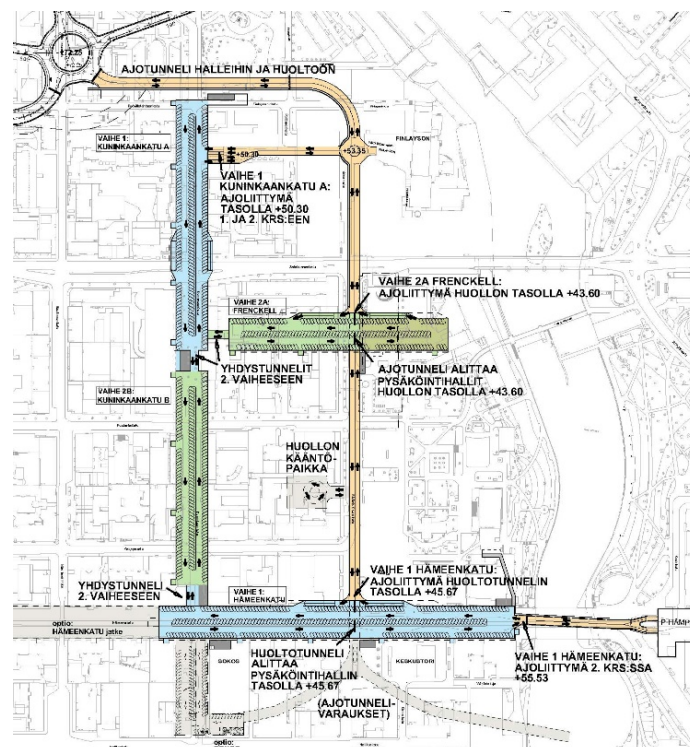 +72.25
AJOTUNNELI HALLEIHIN JA HUOLTOON
VAIHE 1:
KUNINKAANKATU A
+50.30
+53.35
FINLAYSON
VAIHE 1
KUNINKAANKATU A:
AJOLIITTYMÄ
TASOLLA +50.30
1. JA 2. KRS:EEN
VAIHE 2A FRENCKELL:
AJOLIITTYMÄ HUOLLON TASOLLA +43.60
VAIHE 2A:
FRENCKELL
YHDYSTUNNELIT
2. VAIHEESEEN
AJOTUNNELI ALITTAA
PYSÄKÖINTIHALLIT
HUOLLON TASOLLA +43.60
VAIHE 2B:
KUNINKAANKATU B
HUOLLON
KÄÄNTÖ-
PAIKKA
YHDYSTUNNELI
2. VAIHEESEEN
VAIHE 1:
HÄMEENKATU
VAIHE 1 HÄMEENKATU:
AJOLIITTYMÄ HUOLTOTUNNELIN
TASOLLA +45.67
optio:
HÄMEENKATU jatke
P-HÄMP
SOKOS
HUOLTOTUNNELI
ALITTAA
PYSÄKÖINTIHALLIN
TASOLLA +45.67
KESKUSTORI
VAIHE 1 HÄMEENKATU:
AJOLIITTYMÄ 2. KRS:SSA
+55.53
(AJOTUNNELI-
VARAUKSET)
optio: